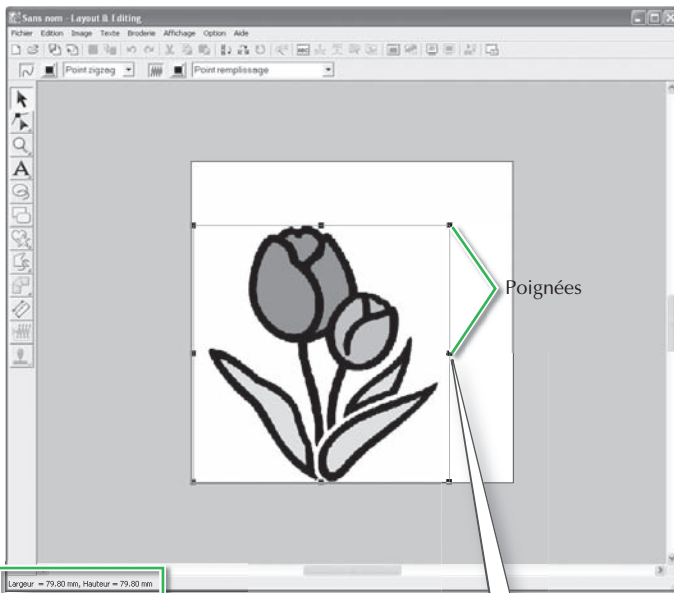 Sans nom - Layout & Editing
Fichier Edition Image Texte Broderie Affichage Option Aide
Point zigzag Point remplissage
A
Poignées
Largeur = 79.80 mm, Hauteur = 79.80 mm